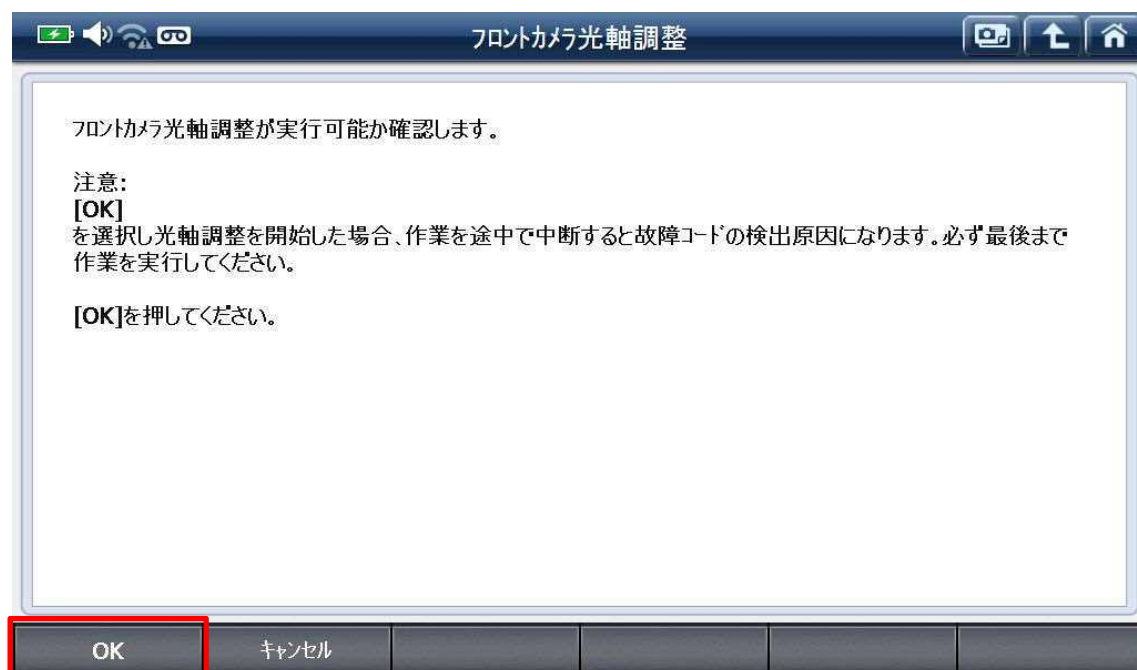 フロントカメラ光軸調整
フロントカメラ光軸調整が実行可能か確認します。
注意:
[OK]
を選択し光軸調整を開始した場合、作業を途中で中断すると故障コードの検出原因になります。必ず最後まで
作業を実行してください。
[OK]を押してください。
OK
キャンセル